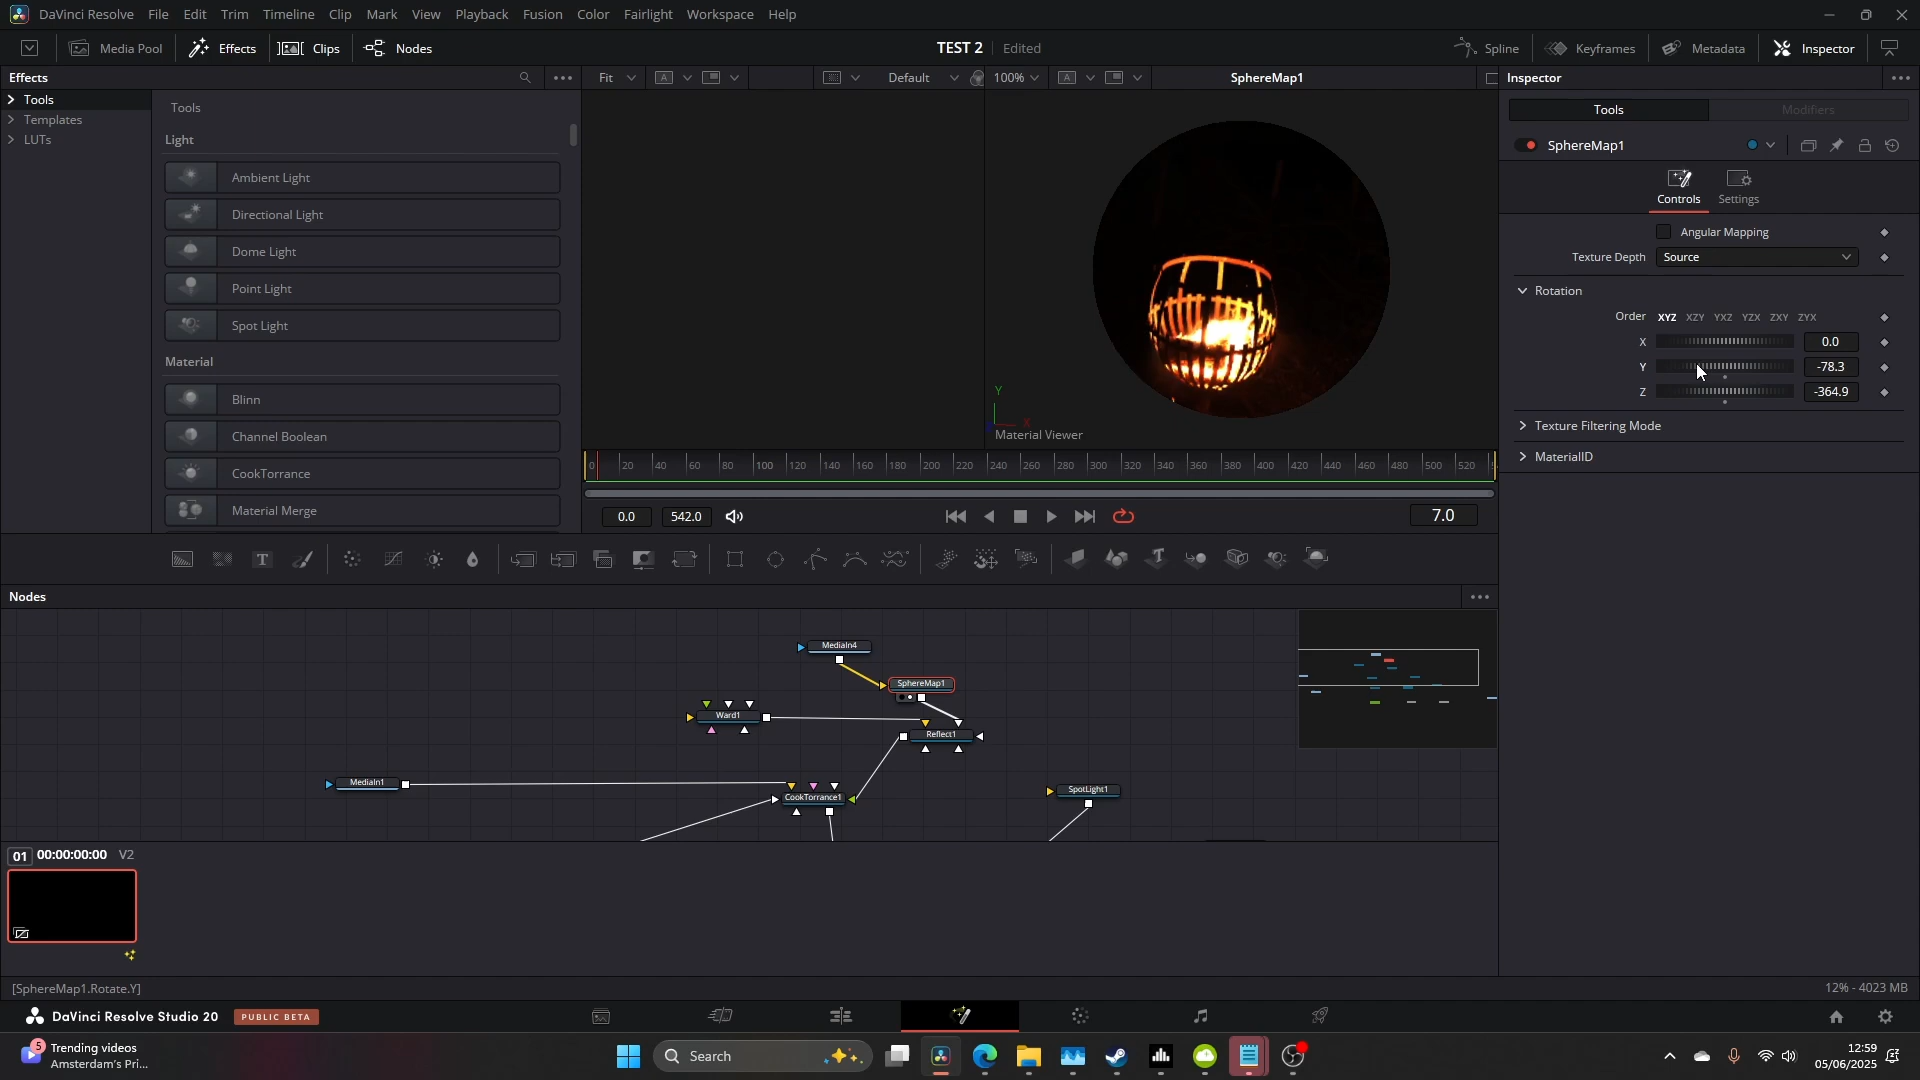 DaVinci Resolve File Edit Trim Timeline Clip Mark View Playback Fusion Color Fairlight Workspace Help
Media Pool Effects Clips Nodes TEST 2 Edited Spline Keyframes Metadata Inspector
Effects Fit A Default 100% A SphereMap1 Inspector
Tools
Templates
LUTs
Tools
Light
Ambient Light
Directional Light
Dome Light
Point Light
Spot Light
Material
Blinn
Channel Boolean
CookTorrance
Material Merge
Y
X
Material Viewer
0 20 40 60 80 100 120 140 160 180 200 220 240 260 280 300 320 340 360 380 400 420 440 460 480 500 520
0.0 542.0 7.0
Tools Modifiers
SphereMap1
Controls Settings
Angular Mapping
Texture Depth Source
Rotation
Order XYZ XZY YXZ YZX ZXY ZYX
X 0.0
Y -78.3
Z -364.9
Texture Filtering Mode
MaterialID
Nodes
MediaIn4
SphereMap1
Ward1
Reflect1
MediaIn1
CookTorrance1
SpotLight1
01 00:00:00:00 V2
[SphereMap1.Rotate.Y] 12% - 4023 MB
DaVinci Resolve Studio 20 PUBLIC BETA
5 Trending videos
Amsterdam's Pri...
Search
12:59
05/06/2025